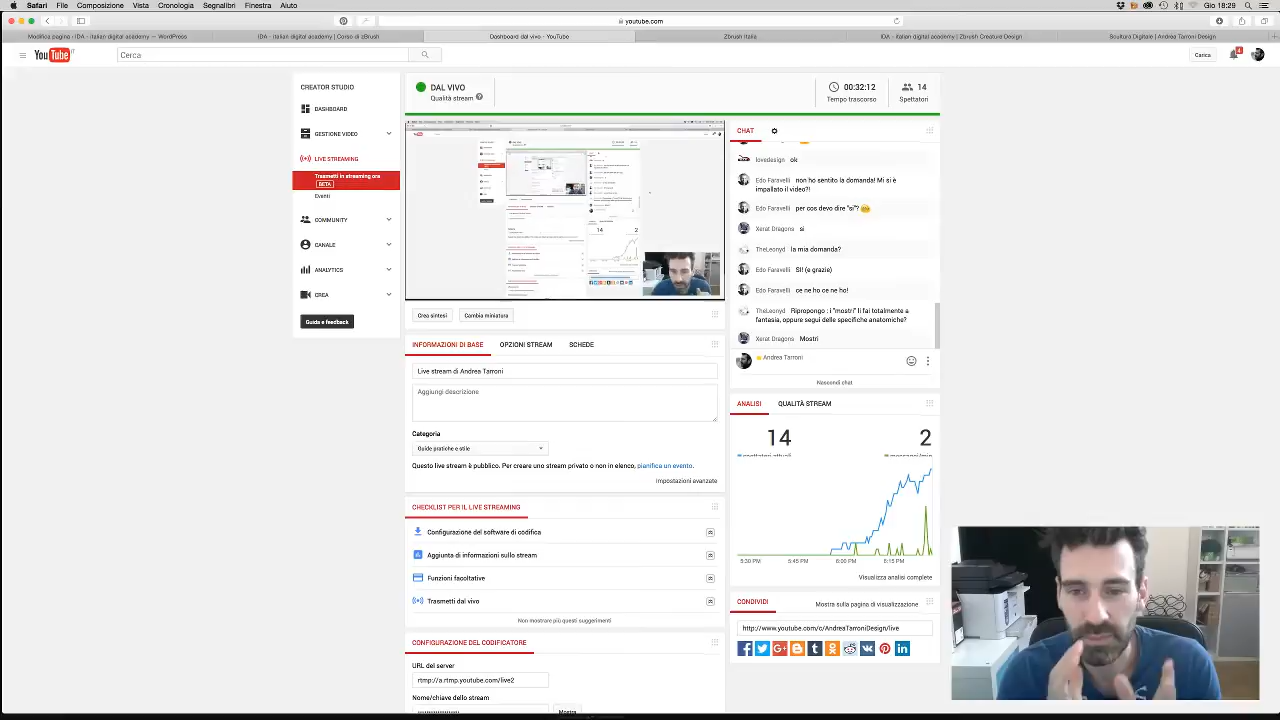 Safari File Composizione Vista Cronologia Segnalibri Finestra Aiuto
Gio 18:29
youtube.com
Modifica pagina ‹ IDA - italian digital academy — WordPress
IDA - italian digital academy | Corso di zBrush
Dashboard dal vivo - YouTube
Zbrush Italia
IDA - italian digital academy | Zbrush Creature Design
Scultura Digitale | Andrea Tarroni Design
YouTube IT
Cerca
Carica
4
CREATOR STUDIO
DASHBOARD
GESTIONE VIDEO
LIVE STREAMING
Trasmetti in streaming ora
BETA
Eventi
COMMUNITY
CANALE
ANALYTICS
CREA
Guida e feedback
DAL VIVO
Qualità stream
00:32:12
Tempo trascorso
14
Spettatori
14 2
Crea sintesi
Cambia miniatura
INFORMAZIONI DI BASE
OPZIONI STREAM
SCHEDE
Live stream di Andrea Tarroni
Aggiungi descrizione
Categoria
Guide pratiche e stile
Questo live stream è pubblico. Per creare uno stream privato o non in elenco, pianifica un evento.
Impostazioni avanzate
CHECKLIST PER IL LIVE STREAMING
Configurazione del software di codifica
Aggiunta di informazioni sullo stream
Funzioni facoltative
Trasmetti dal vivo
Non mostrare più questi suggerimenti
CONFIGURAZIONE DEL CODIFICATORE
URL del server
rtmp://a.rtmp.youtube.com/live2
Nome/chiave dello stream
Mostra
CHAT
lovedesign ok
Edo Faravelli non ho sentito la domanda! Mi si è
impallato il video?!
Edo Faravelli per cos devo dire "si"?
Xerat Dragons si
TheLeonyd la mia domanda?
Edo Faravelli SI! (e grazie)
Edo Faravelli ce ne ho ce ne ho!
TheLeonyd Ripropongo : i "mostri" li fai totalmente a
fantasia, oppure segui delle specifiche anatomiche?
Xerat Dragons Mostri
Andrea Tarroni
Nascondi chat
ANALISI
QUALITÀ STREAM
14 2
spettatori attuali messaggi/min
5:30 PM 5:45 PM 6:00 PM 6:15 PM
Visualizza analisi complete
CONDIVIDI
Mostra sulla pagina di visualizzazione
http://www.youtube.com/c/AndreaTarroniDesign/live